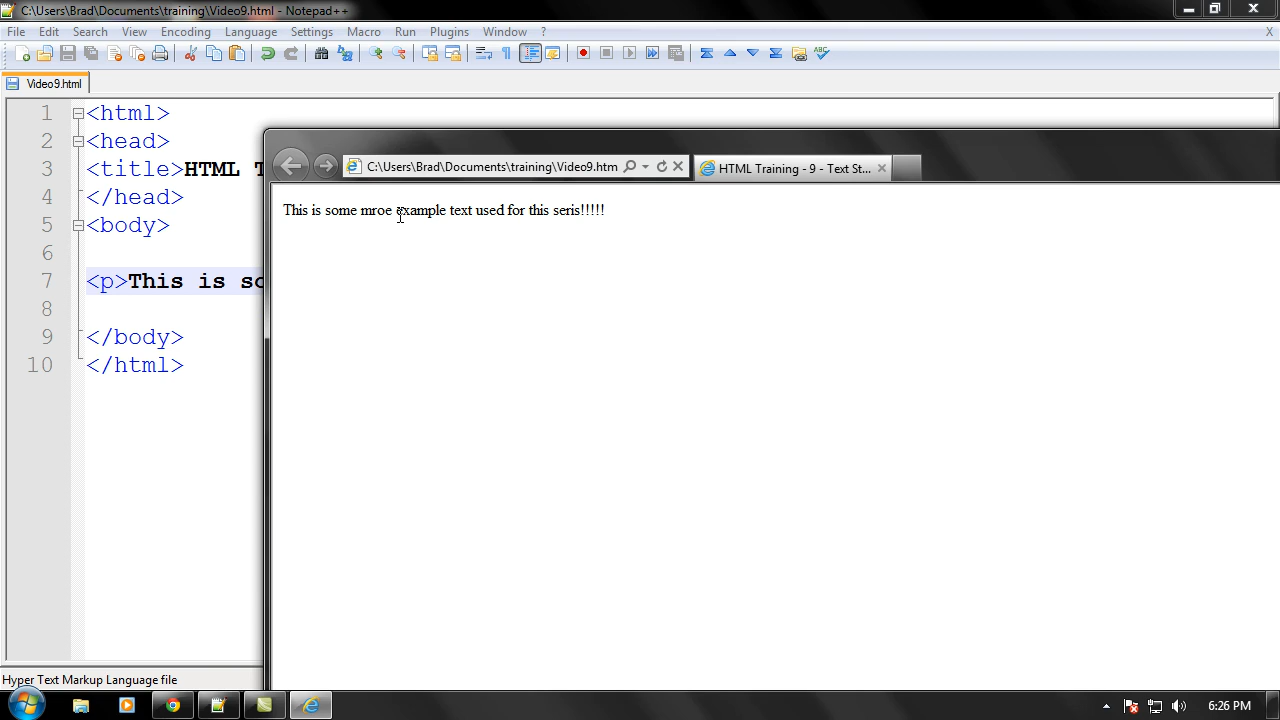 C:\Users\Brad\Documents\training\Video9.html - Notepad++
File Edit Search View Encoding Language Settings Macro Run Plugins Window ? X
Video9.html
1 <html>
2 <head>
3 <title>HTML T
4 </head>
5 <body>
6
7 <p>This is so
8
9 </body>
10 </html>
C:\Users\Brad\Documents\training\Video9.htm
HTML Training - 9 - Text St...
This is some mroe example text used for this seris!!!!!
Hyper Text Markup Language file
6:26 PM